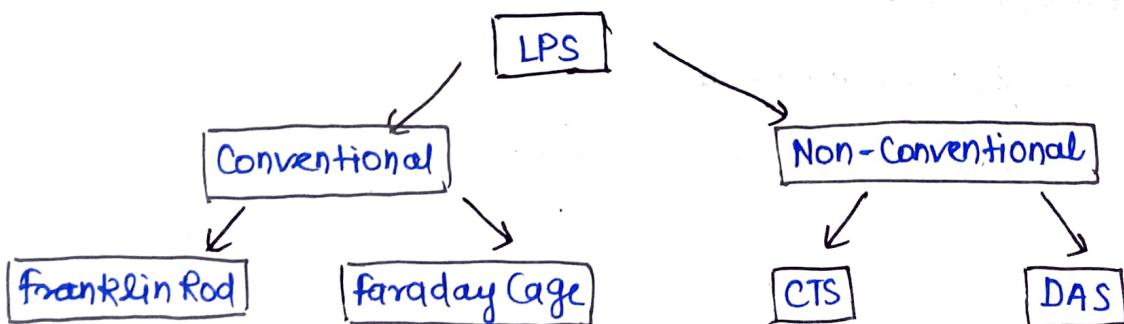 LPS
Conventional
Non-Conventional
Franklin Rod
Faraday Cage
CTS
DAS